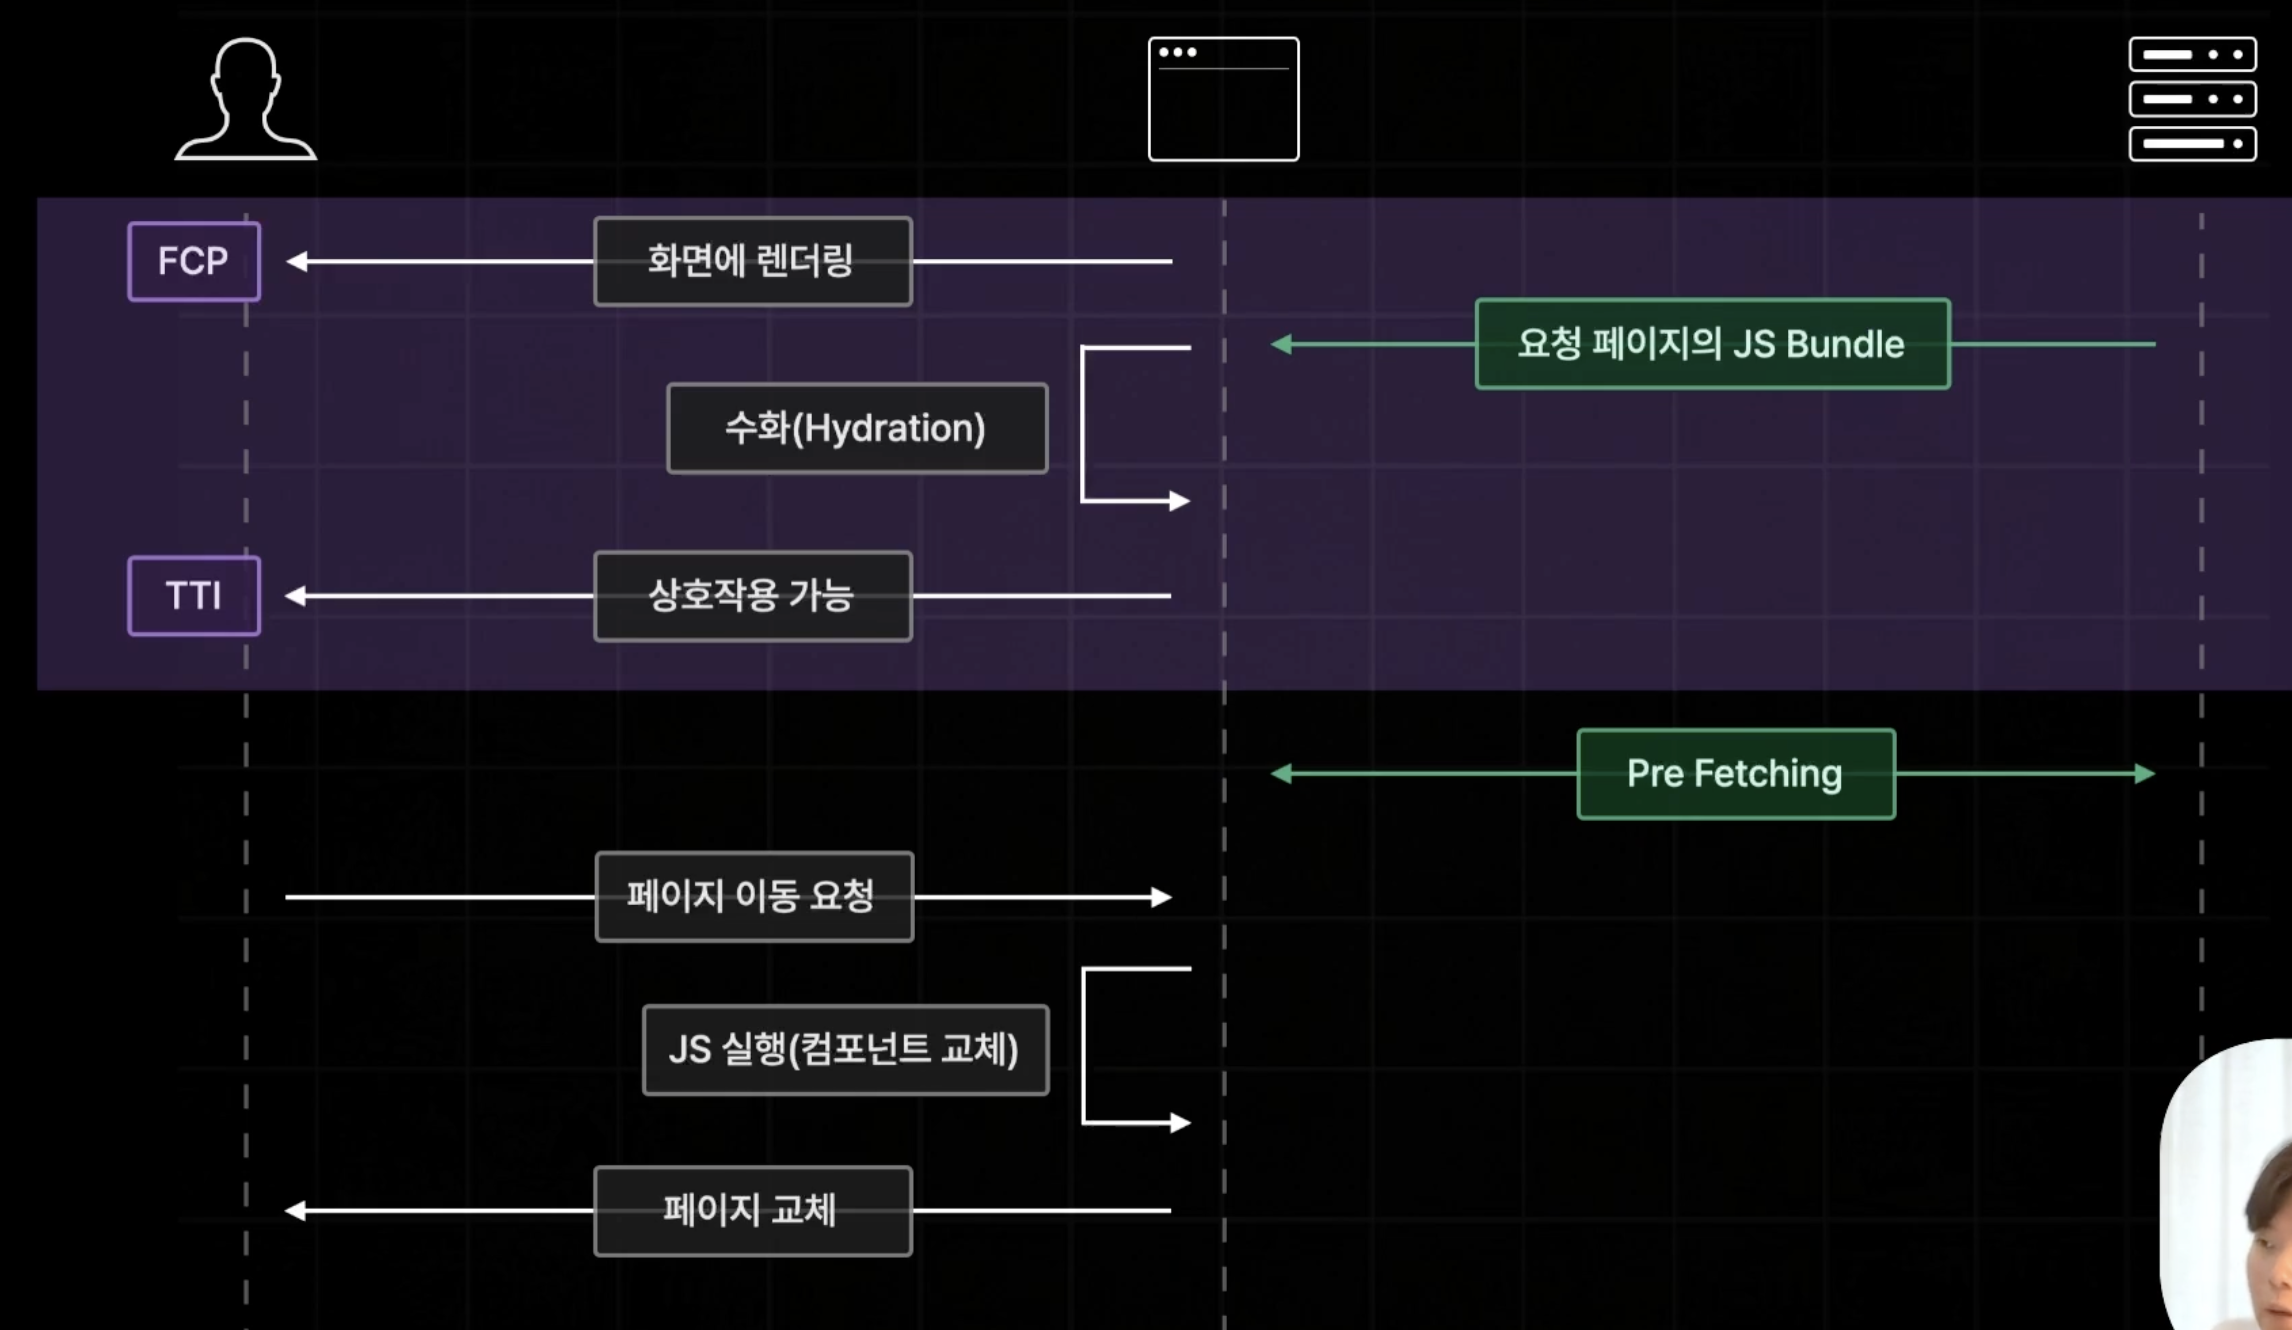 FCP
화면에 렌더링
요청 페이지의 JS Bundle
수화(Hydration)
TTI
상호작용 가능
Pre Fetching
페이지 이동 요청
JS 실행(컴포넌트 교체)
페이지 교체